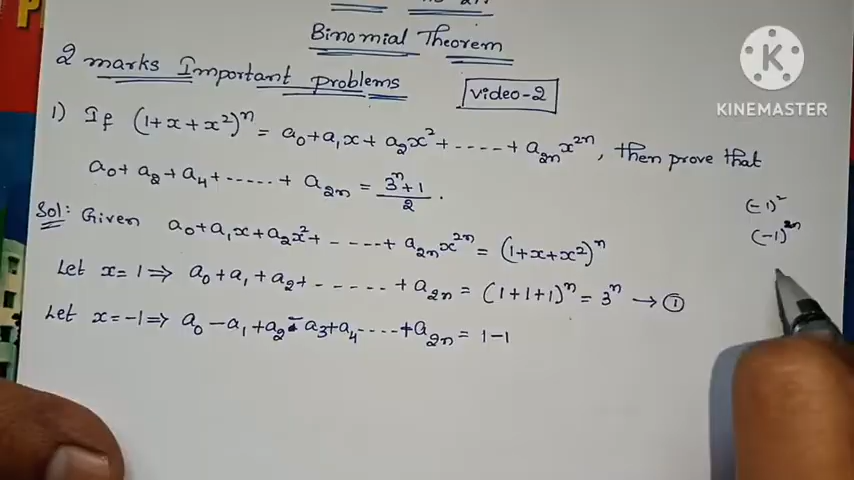 Binomial Theorem
2 marks Important problems
video-2
KINEMASTER
1) If (1+x+x²)ⁿ = a₀+a₁x+a₂x²+-----+a₂ₙx²ⁿ, then prove that
a₀+a₂+a₄+-----+a₂ₙ = (3ⁿ+1)/2.
Sol: Given a₀+a₁x+a₂x²+-----+a₂ₙx²ⁿ = (1+x+x²)ⁿ
(-1)²
(-1)²ⁿ
Let x=1 ⇒ a₀+a₁+a₂+------+a₂ₙ = (1+1+1)ⁿ = 3ⁿ → ①
Let x=-1 ⇒ a₀-a₁+a₂-a₃+a₄----+a₂ₙ = 1-1